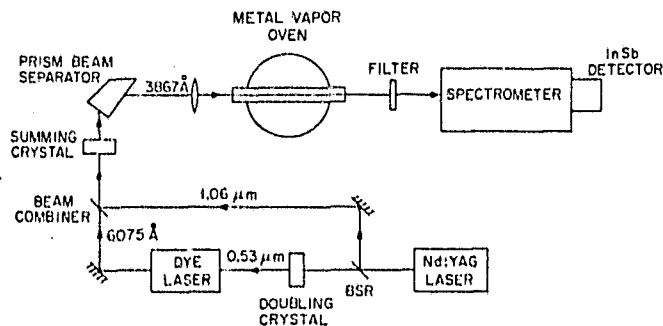 METAL VAPOR
OVEN
PRISM BEAM
SEPARATOR
3867Å
FILTER
InSb
DETECTOR
SPECTROMETER
SUMMING
CRYSTAL
1.06 μm
BEAM
COMBINER
6075 Å
DYE
LASER
0.53 μm
DOUBLING
CRYSTAL
BSR
Nd:YAG
LASER